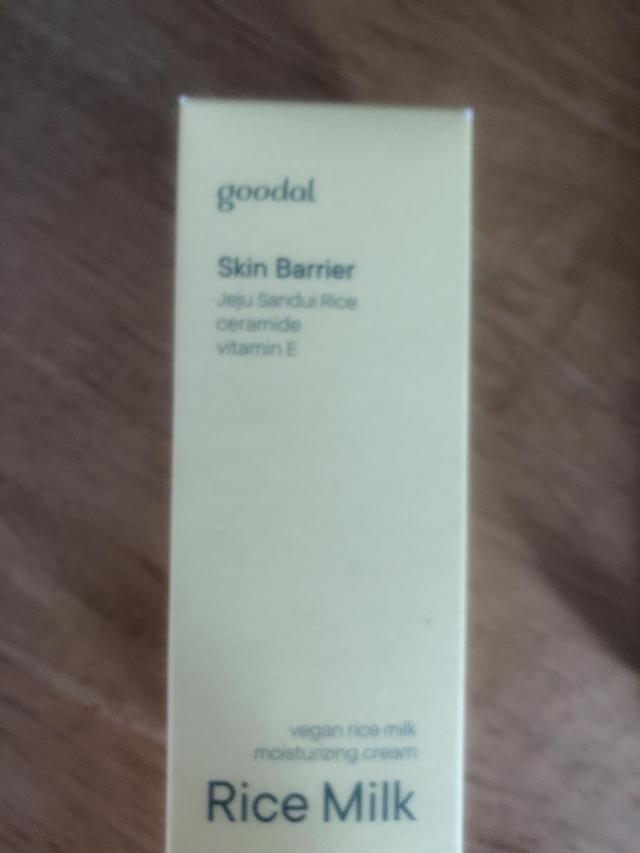 goodal
Skin Barrier
Jeju Sandui Rice
ceramide
vitamin E
vegan rice milk
moisturizing cream
Rice Milk